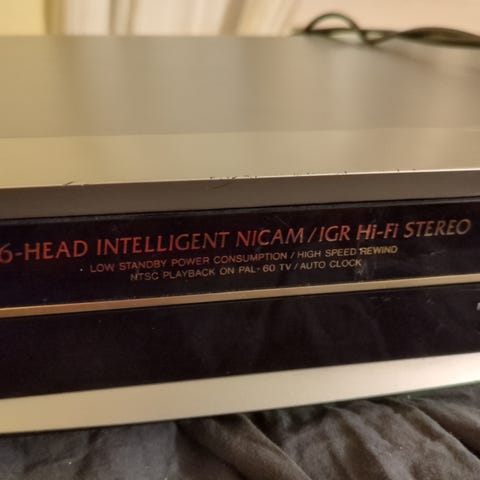 6-HEAD INTELLIGENT NICAM/IGR Hi-Fi STEREO
LOW STANDBY POWER CONSUMPTION / HIGH SPEED REWIND
NTSC PLAYBACK ON PAL-60 TV/AUTO CLOCK